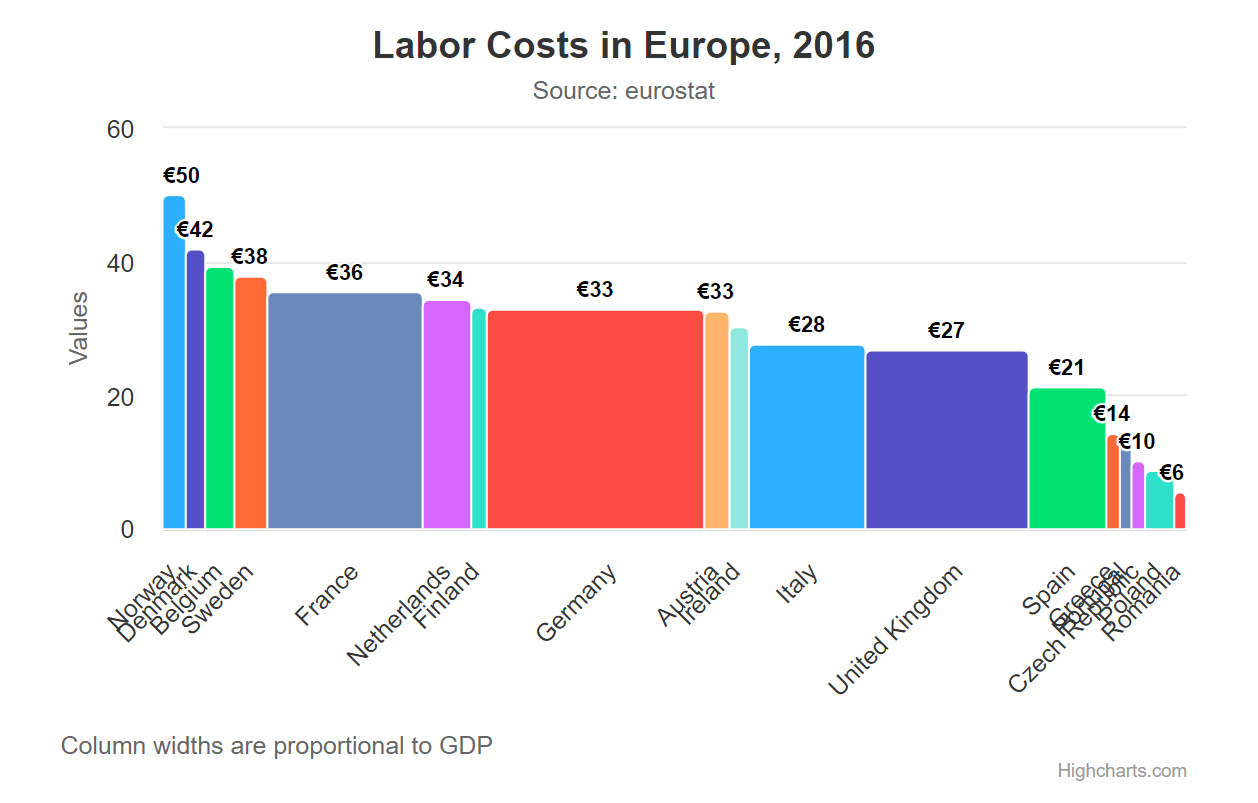 Labor Costs in Europe, 2016
Source: eurostat
Values
60
40
20
0
€50
€42
€38
€36
€34
€33
€33
€28
€27
€21
€14
€10
€6
Norway
Denmark
Belgium
Sweden
France
Netherlands
Finland
Germany
Austria
Ireland
Italy
United Kingdom
Spain
Greece
Portugal
Czech Republic
Poland
Romania
Column widths are proportional to GDP
Highcharts.com